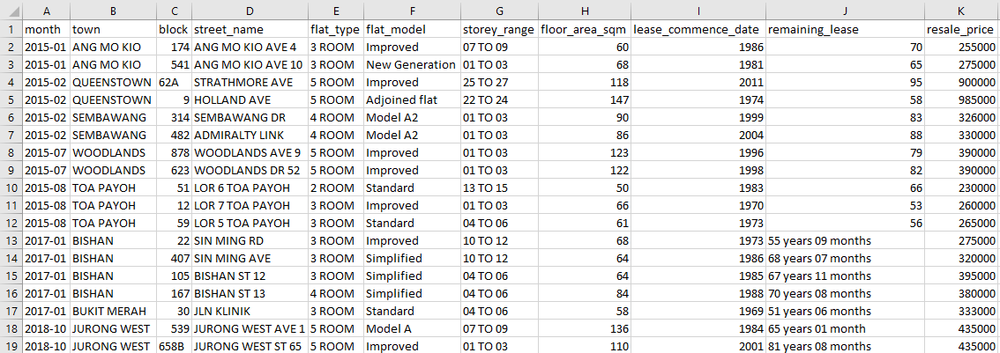 A B C D E F G H I J K
1 month town block street_name flat_type flat_model storey_range floor_area_sqm lease_commence_date remaining_lease resale_price
2 2015-01 ANG MO KIO 174 ANG MO KIO AVE 4 3 ROOM Improved 07 TO 09 60 1986 70 255000
3 2015-01 ANG MO KIO 541 ANG MO KIO AVE 10 3 ROOM New Generation 01 TO 03 68 1981 65 275000
4 2015-02 QUEENSTOWN 62A STRATHMORE AVE 5 ROOM Improved 25 TO 27 118 2011 95 900000
5 2015-02 QUEENSTOWN 9 HOLLAND AVE 5 ROOM Adjoined flat 22 TO 24 147 1974 58 985000
6 2015-02 SEMBAWANG 314 SEMBAWANG DR 4 ROOM Model A2 01 TO 03 90 1999 83 326000
7 2015-02 SEMBAWANG 482 ADMIRALTY LINK 4 ROOM Model A2 01 TO 03 86 2004 88 330000
8 2015-07 WOODLANDS 878 WOODLANDS AVE 9 5 ROOM Improved 01 TO 03 123 1996 79 390000
9 2015-07 WOODLANDS 623 WOODLANDS DR 52 5 ROOM Improved 01 TO 03 122 1998 82 390000
10 2015-08 TOA PAYOH 51 LOR 6 TOA PAYOH 2 ROOM Standard 13 TO 15 50 1983 66 230000
11 2015-08 TOA PAYOH 12 LOR 7 TOA PAYOH 3 ROOM Improved 01 TO 03 66 1970 53 260000
12 2015-08 TOA PAYOH 59 LOR 5 TOA PAYOH 3 ROOM Standard 04 TO 06 61 1973 56 265000
13 2017-01 BISHAN 22 SIN MING RD 3 ROOM Improved 10 TO 12 68 1973 55 years 09 months 275000
14 2017-01 BISHAN 407 SIN MING AVE 3 ROOM Simplified 10 TO 12 64 1986 68 years 07 months 320000
15 2017-01 BISHAN 105 BISHAN ST 12 3 ROOM Simplified 04 TO 06 64 1985 67 years 11 months 395000
16 2017-01 BISHAN 167 BISHAN ST 13 4 ROOM Simplified 04 TO 06 84 1988 70 years 08 months 380000
17 2017-01 BUKIT MERAH 30 JLN KLINIK 3 ROOM Standard 04 TO 06 58 1969 51 years 06 months 333000
18 2018-10 JURONG WEST 539 JURONG WEST AVE 1 5 ROOM Model A 07 TO 09 136 1984 65 years 01 month 435000
19 2018-10 JURONG WEST 658B JURONG WEST ST 65 5 ROOM Improved 01 TO 03 110 2001 81 years 08 months 435000